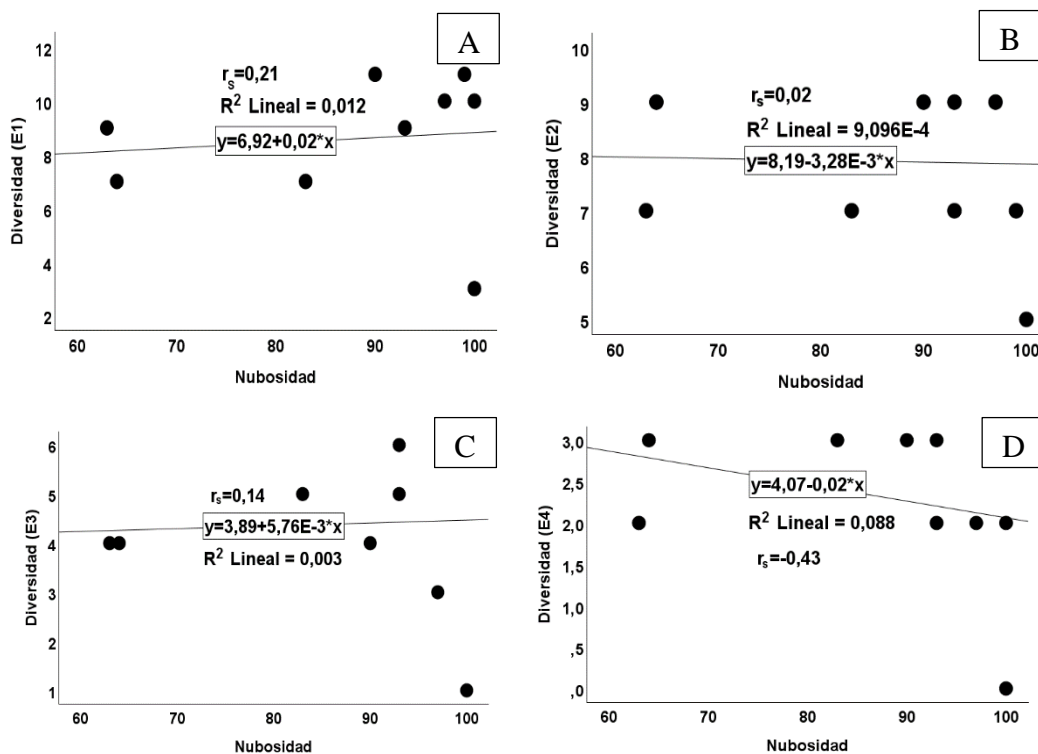 A
12
10
8
6
4
2
Diversidad (E1)
rs=0,21
R2 Lineal = 0,012
y=6,92+0,02*x
60 70 80 90 100
Nubosidad
B
10
9
8
7
6
5
Diversidad (E2)
rs=0,02
R2 Lineal = 9,096E-4
y=8,19-3,28E-3*x
60 70 80 90 100
Nubosidad
C
6
5
4
3
2
1
Diversidad (E3)
rs=0,14
y=3,89+5,76E-3*x
R2 Lineal = 0,003
60 70 80 90 100
Nubosidad
D
3,0
2,5
2,0
1,5
1,0
,5
,0
Diversidad (E4)
y=4,07-0,02*x
R2 Lineal = 0,088
rs=-0,43
60 70 80 90 100
Nubosidad